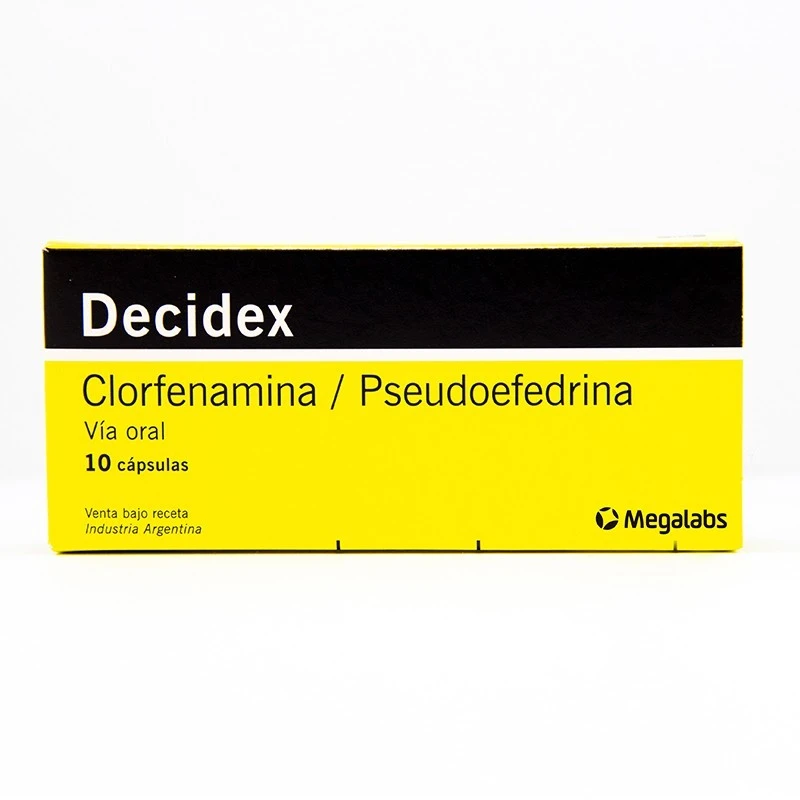 Decidex
Clorfenamina / Pseudoefedrina
Vía oral
10 cápsulas
Venta bajo receta
Industria Argentina
Megalabs